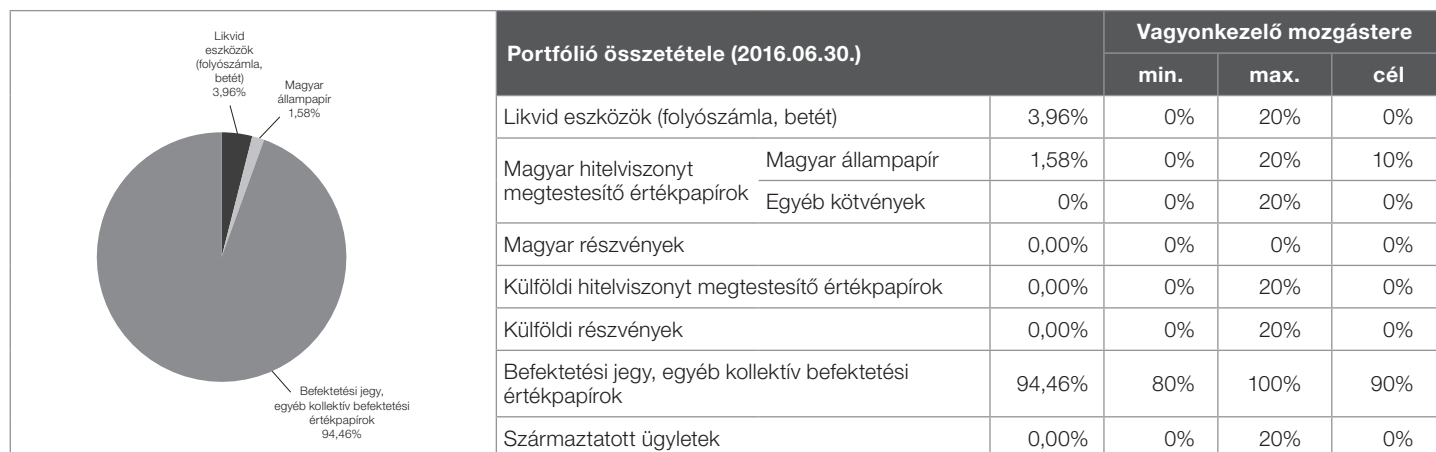 Likvid
eszközök
(folyószámla,
betét)
3,96%
Magyar
állampapír
1,58%
Befektetési jegy,
egyéb kollektív befektetési
értékpapírok
94,46%
Portfólió összetétele (2016.06.30.) Vagyonkezelő mozgástere
min. max. cél
Likvid eszközök (folyószámla, betét) 3,96% 0% 20% 0%
Magyar hitelviszonyt
megtestesítő értékpapírok
Magyar állampapír 1,58% 0% 20% 10%
Egyéb kötvények 0% 0% 20% 0%
Magyar részvények 0,00% 0% 0% 0%
Külföldi hitelviszonyt megtestesítő értékpapírok 0,00% 0% 20% 0%
Külföldi részvények 0,00% 0% 20% 0%
Befektetési jegy, egyéb kollektív befektetési
értékpapírok 94,46% 80% 100% 90%
Származtatott ügyletek 0,00% 0% 20% 0%